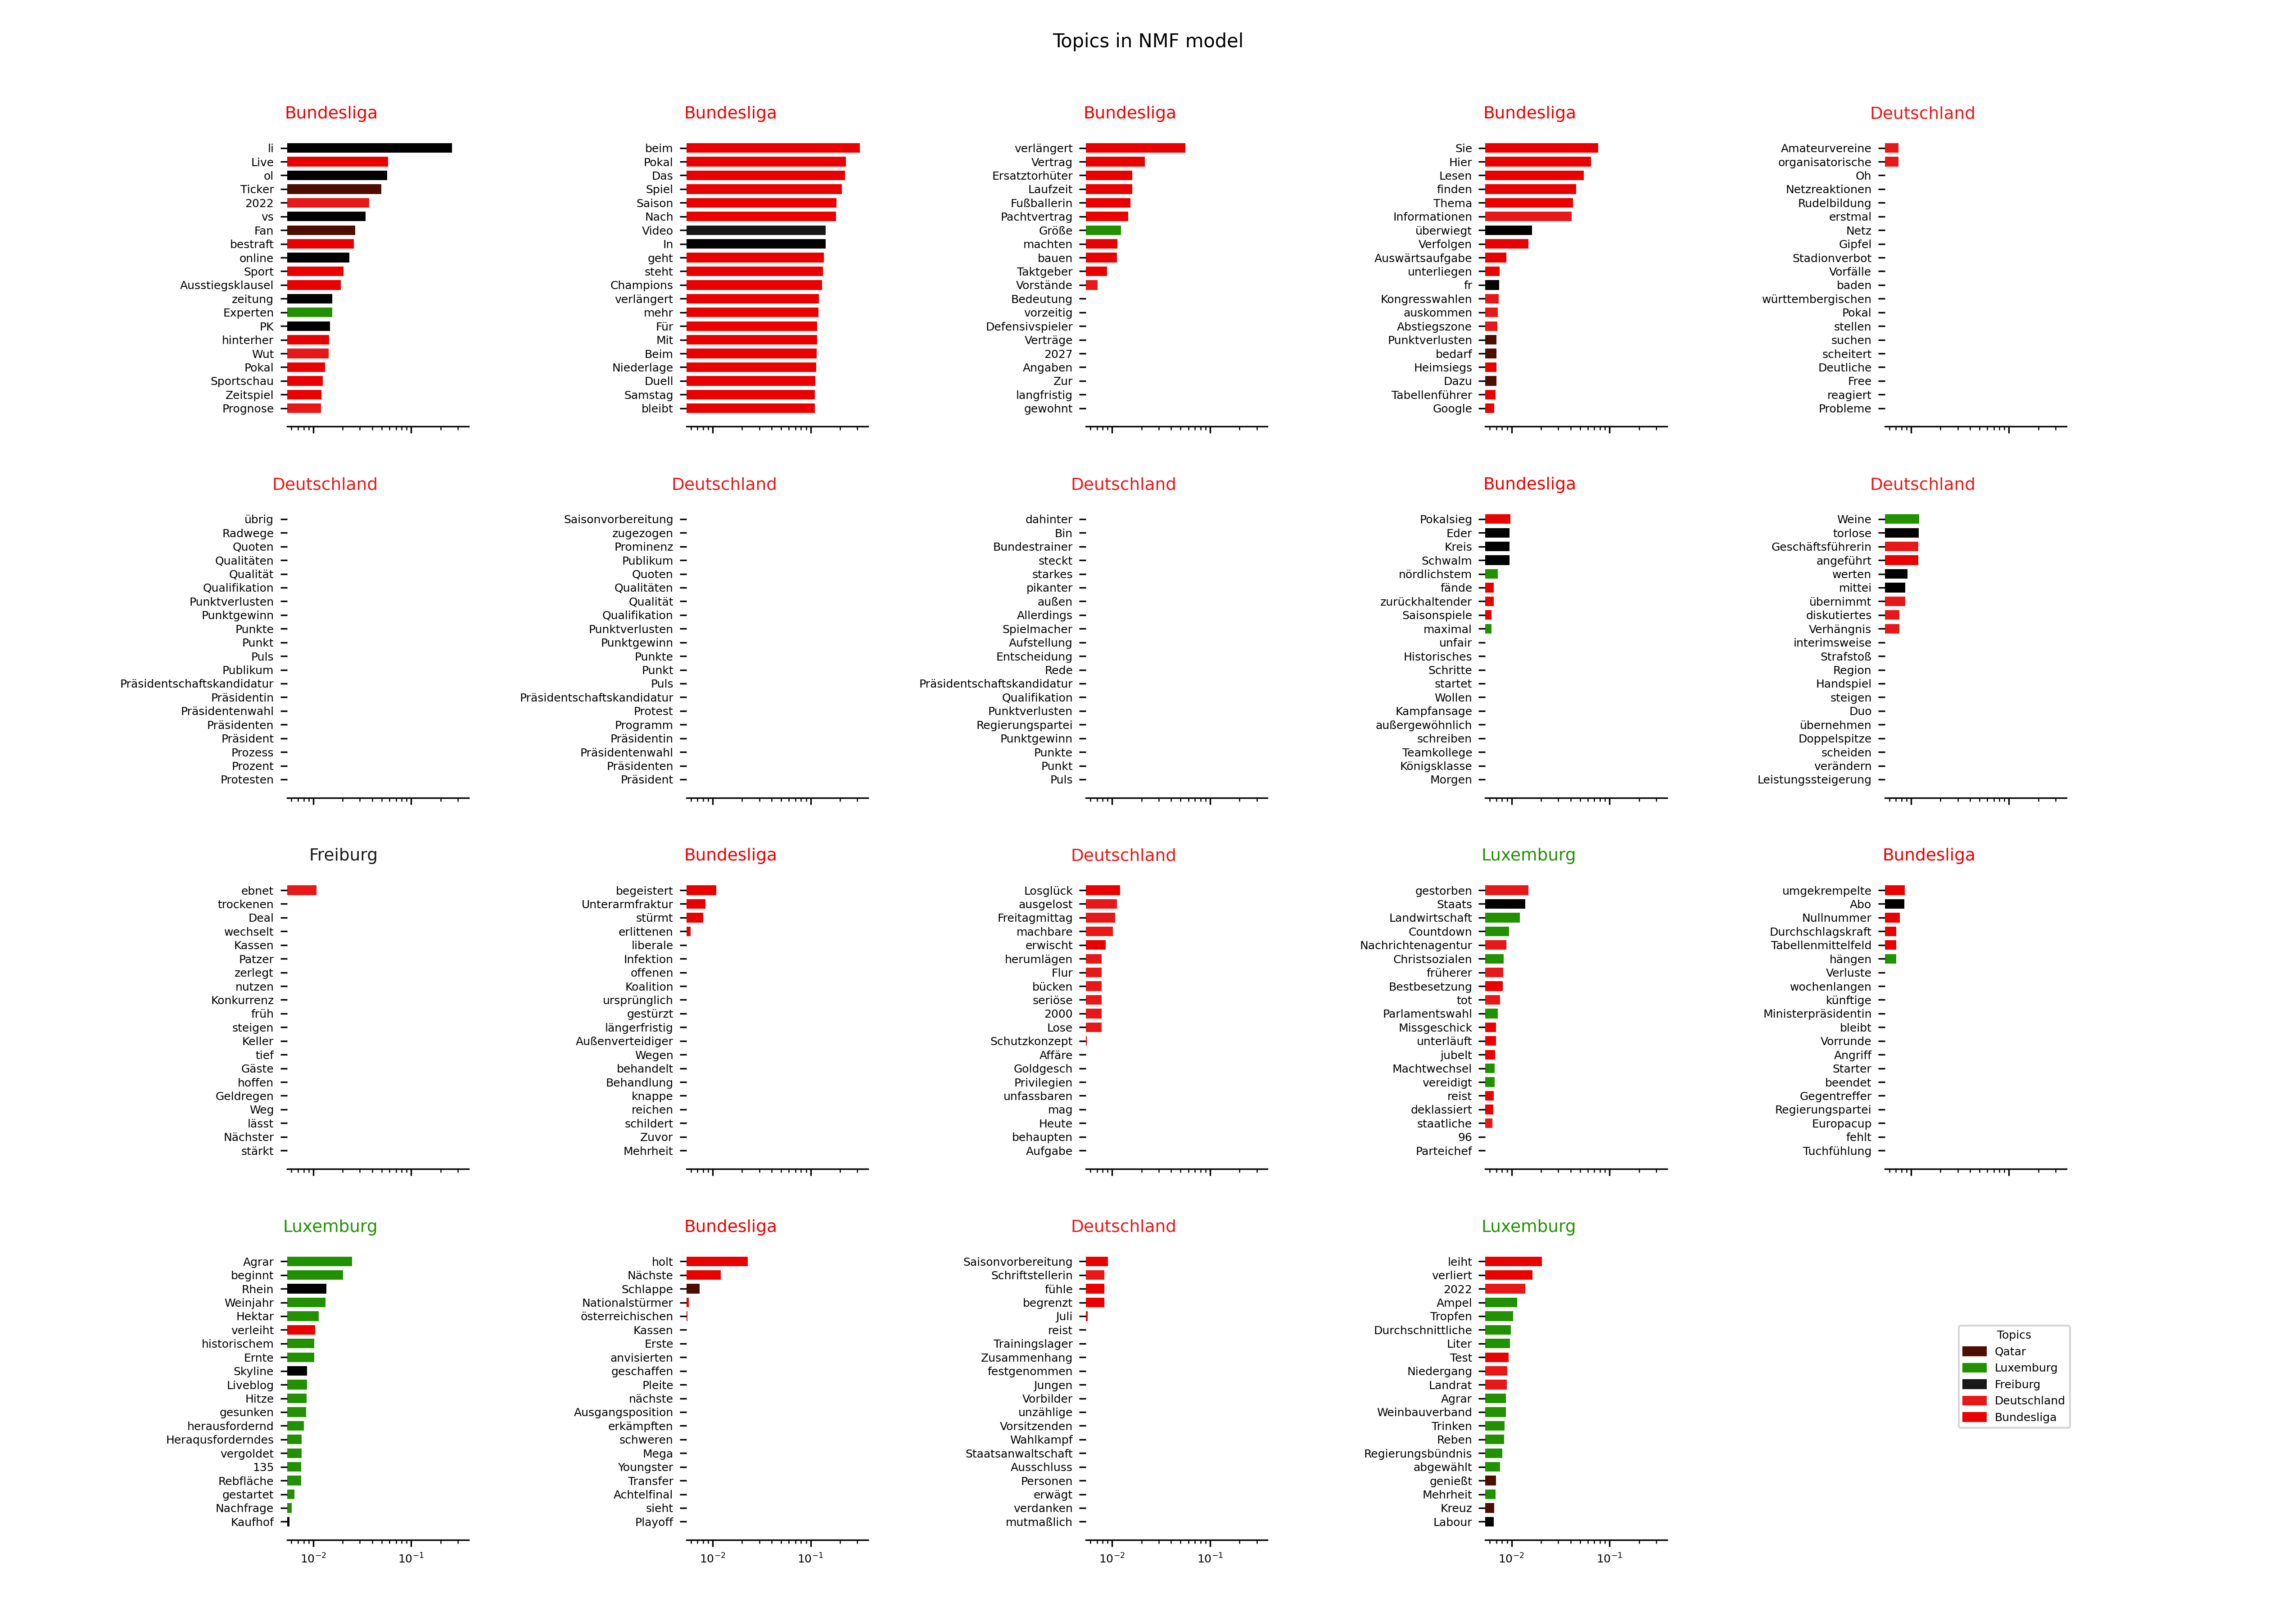 Topics in NMF model
Bundesliga
li
Live
ol
Ticker
2022
vs
Fan
bestraft
online
Sport
Ausstiegsklausel
zeitung
Experten
PK
hinterher
Wut
Pokal
Sportschau
Zeitspiel
Prognose
Bundesliga
beim
Pokal
Das
Spiel
Saison
Nach
Video
In
geht
steht
Champions
verlängert
mehr
Für
Mit
Beim
Niederlage
Duell
Samstag
bleibt
Bundesliga
verlängert
Vertrag
Ersatztorhüter
Laufzeit
Fußballerin
Pachtvertrag
Größe
machten
bauen
Taktgeber
Vorstände
Bedeutung
vorzeitig
Defensivspieler
Verträge
2027
Angaben
Zur
langfristig
gewohnt
Bundesliga
Sie
Hier
Lesen
finden
Thema
Informationen
überwiegt
Verfolgen
Auswärtsaufgabe
unterliegen
fr
Kongresswahlen
auskommen
Abstiegszone
Punktverlusten
bedarf
Heimsiegs
Dazu
Tabellenführer
Google
Deutschland
Amateurvereine
organisatorische
Oh
Netzreaktionen
Rudelbildung
erstmal
Netz
Gipfel
Stadionverbot
Vorfälle
baden
württembergischen
Pokal
stellen
suchen
scheitert
Deutliche
Free
reagiert
Probleme
Deutschland
übrig
Radwege
Quoten
Qualitäten
Qualität
Qualifikation
Punktverlusten
Punktgewinn
Punkte
Punkt
Puls
Publikum
Präsidentschaftskandidatur
Präsidentin
Präsidentenwahl
Präsidenten
Präsident
Prozess
Prozent
Protesten
Deutschland
Saisonvorbereitung
zugezogen
Prominenz
Publikum
Quoten
Qualitäten
Qualität
Qualifikation
Punktverlusten
Punktgewinn
Punkte
Punkt
Puls
Präsidentschaftskandidatur
Protest
Programm
Präsidentin
Präsidentenwahl
Präsidenten
Präsident
Deutschland
dahinter
Bin
Bundestrainer
steckt
starkes
pikanter
außen
Allerdings
Spielmacher
Aufstellung
Entscheidung
Rede
Präsidentschaftskandidatur
Qualifikation
Punktverlusten
Regierungspartei
Punktgewinn
Punkte
Punkt
Puls
Bundesliga
Pokalsieg
Eder
Kreis
Schwalm
nördlichstem
fände
zurückhaltender
Saisonspiele
maximal
unfair
Historisches
Schritte
startet
Wollen
Kampfansage
außergewöhnlich
schreiben
Teamkollege
Königsklasse
Morgen
Deutschland
Weine
torlose
Geschäftsführerin
angeführt
werten
mittei
übernimmt
diskutiertes
Verhängnis
interimsweise
Strafstoß
Region
Handspiel
steigen
Duo
übernehmen
Doppelspitze
scheiden
verändern
Leistungssteigerung
Freiburg
ebnet
trockenen
Deal
wechselt
Kassen
Patzer
zerlegt
nutzen
Konkurrenz
früh
steigen
Keller
tief
Gäste
hoffen
Geldregen
Weg
lässt
Nächster
stärkt
Bundesliga
begeistert
Unterarmfraktur
stürmt
erlittenen
liberale
Infektion
offenen
Koalition
ursprünglich
gestürzt
längerfristig
Außenverteidiger
Wegen
behandelt
Behandlung
knappe
reichen
schildert
Zuvor
Mehrheit
Deutschland
Losglück
ausgelost
Freitagmittag
machbare
erwischt
herumlägen
Flur
bücken
seriöse
2000
Lose
Schutzkonzept
Affäre
Goldgesch
Privilegien
unfassbaren
mag
Heute
behaupten
Aufgabe
Luxemburg
gestorben
Staats
Landwirtschaft
Countdown
Nachrichtenagentur
Christsozialen
früherer
Bestbesetzung
tot
Parlamentswahl
Missgeschick
unterläuft
jubelt
Machtwechsel
vereidigt
reist
deklassiert
staatliche
96
Parteichef
Bundesliga
umgekrempelte
Abo
Nullnummer
Durchschlagskraft
Tabellenmittelfeld
hängen
Verluste
wochenlangen
künftige
Ministerpräsidentin
bleibt
Vorrunde
Angriff
Starter
beendet
Gegentreffer
Regierungspartei
Europacup
fehlt
Tuchfühlung
Luxemburg
Agrar
beginnt
Rhein
Weinjahr
Hektar
verleiht
historischem
Ernte
Skyline
Liveblog
Hitze
gesunken
herausfordernd
Heraqusforderndes
vergoldet
135
Rebfläche
gestartet
Nachfrage
Kaufhof
10⁻² 10⁻¹
Bundesliga
holt
Nächste
Schlappe
Nationalstürmer
österreichischen
Kassen
Erste
anvisierten
geschaffen
Pleite
nächste
Ausgangsposition
erkämpften
schweren
Mega
Youngster
Transfer
Achtelfinal
sieht
Playoff
10⁻² 10⁻¹
Deutschland
Saisonvorbereitung
Schriftstellerin
fühle
begrenzt
Juli
reist
Trainingslager
Zusammenhang
festgenommen
Jungen
Vorbilder
unzählige
Vorsitzenden
Wahlkampf
Staatsanwaltschaft
Ausschluss
Personen
erwägt
verdanken
mutmaßlich
10⁻² 10⁻¹
Luxemburg
leiht
verliert
2022
Ampel
Tropfen
Durchschnittliche
Liter
Test
Niedergang
Landrat
Agrar
Weinbauverband
Trinken
Reben
Regierungsbündnis
abgewählt
genießt
Mehrheit
Kreuz
Labour
10⁻² 10⁻¹
Topics
Qatar
Luxemburg
Freiburg
Deutschland
Bundesliga